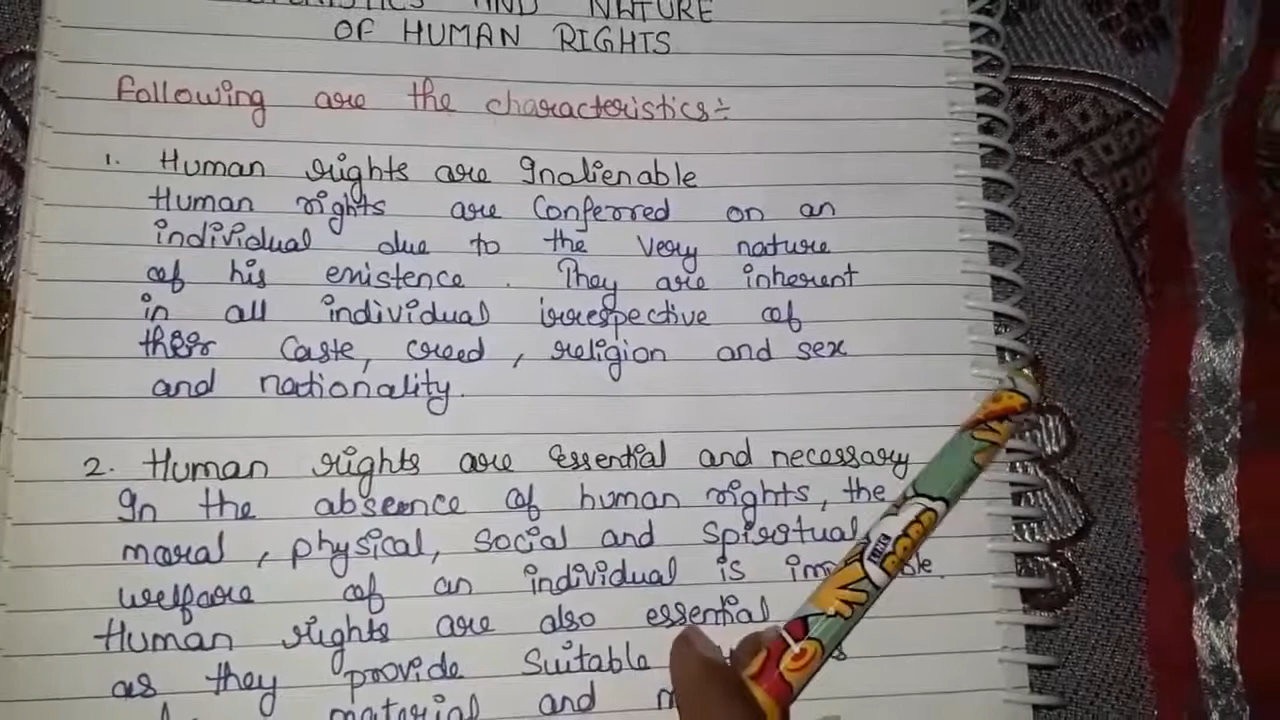 AND NATURE
OF HUMAN RIGHTS
Following are the characteristics:-
1. Human rights are Inalienable
Human rights are Conferred on an
individual due to the very nature
of his existence. They are inherent
in all individual irrespective of
their Caste, creed, religion and sex
and nationality.
2. Human rights are Essential and necessary
In the absence of human rights, the
moral, physical, social and spirtual
welfare of an individual is
Human rights are also essential
as they provide Suitable
material and